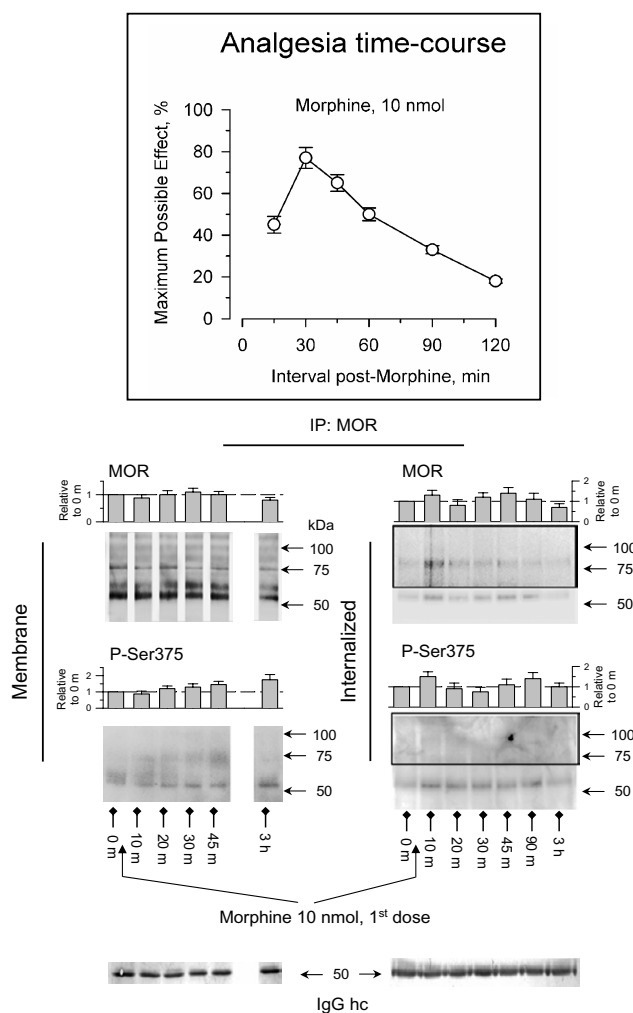 Analgesia time-course
Morphine, 10 nmol
Maximum Possible Effect, %
100
80
60
40
20
0
0 30 60 90 120
Interval post-Morphine, min
IP: MOR
Membrane
MOR
Relative to 0 m
2
1
0
kDa
100
75
50
P-Ser375
Relative to 0 m
2
1
0
100
75
50
0 m 10 m 20 m 30 m 45 m 3 h
Internalized
MOR
2
1
0
Relative
to 0 m
100
75
50
P-Ser375
2
1
0
Relative
to 0 m
100
75
50
0 m 10 m 20 m 30 m 45 m 90 m 3 h
Morphine 10 nmol, 1st dose
50
IgG hc